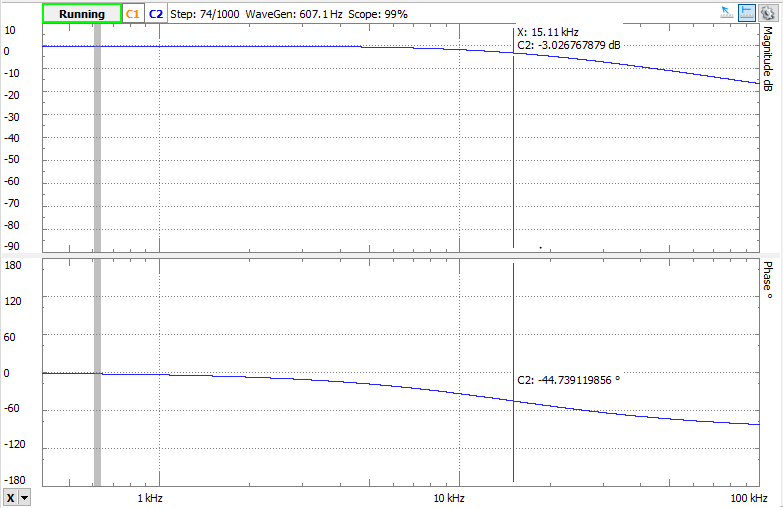 Running C1 C2 Step: 74/1000 WaveGen: 607.1 Hz Scope: 99%
X: 15.11 kHz
C2: -3.026767879 dB
10
0
-10
-20
-30
-40
-50
-60
-70
-80
-90
Magnitude dB
180
120
60
0
-60
-120
-180
C2: -44.739119856 °
Phase °
X
1 kHz
10 kHz
100 kHz